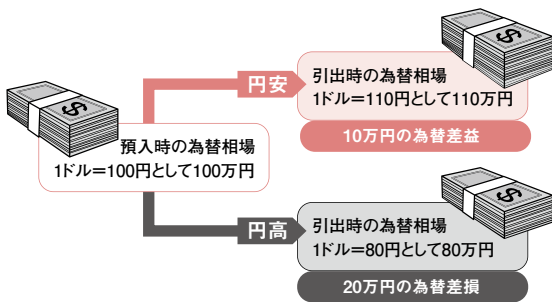 預入時の為替相場
1ドル=100円として100万円
円安
引出時の為替相場
1ドル=110円として110万円
10万円の為替差益
円高
引出時の為替相場
1ドル=80円として80万円
20万円の為替差損
$
$
$